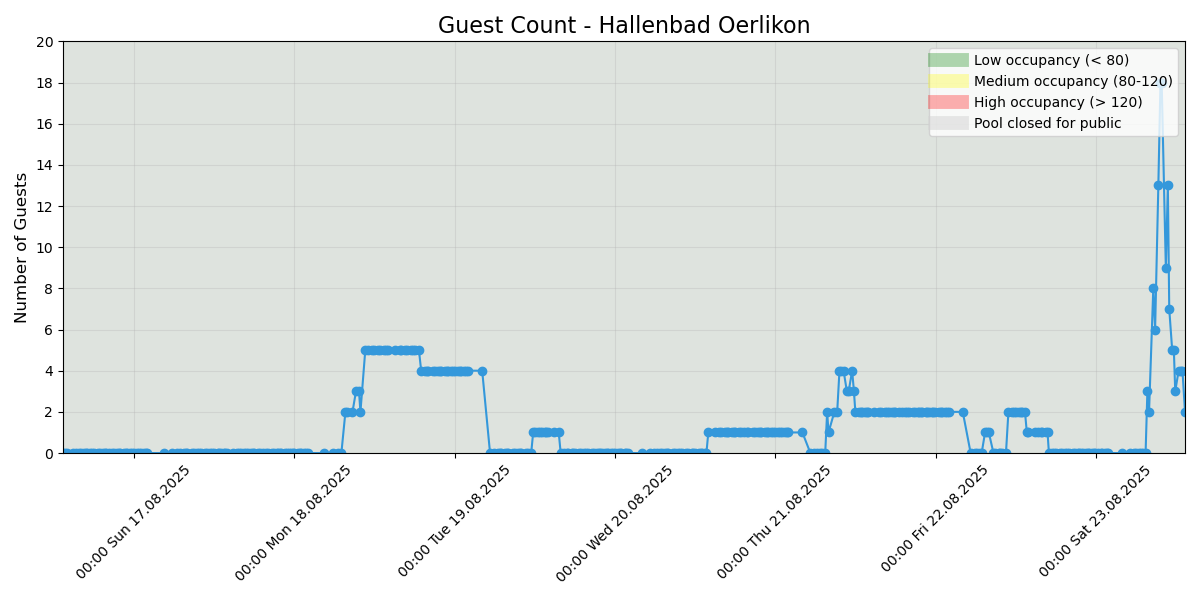 Guest Count - Hallenbad Oerlikon
Number of Guests
20
18
16
14
12
10
8
6
4
2
0
Low occupancy (< 80)
Medium occupancy (80-120)
High occupancy (> 120)
Pool closed for public
00:00 Sun 17.08.2025
00:00 Mon 18.08.2025
00:00 Tue 19.08.2025
00:00 Wed 20.08.2025
00:00 Thu 21.08.2025
00:00 Fri 22.08.2025
00:00 Sat 23.08.2025